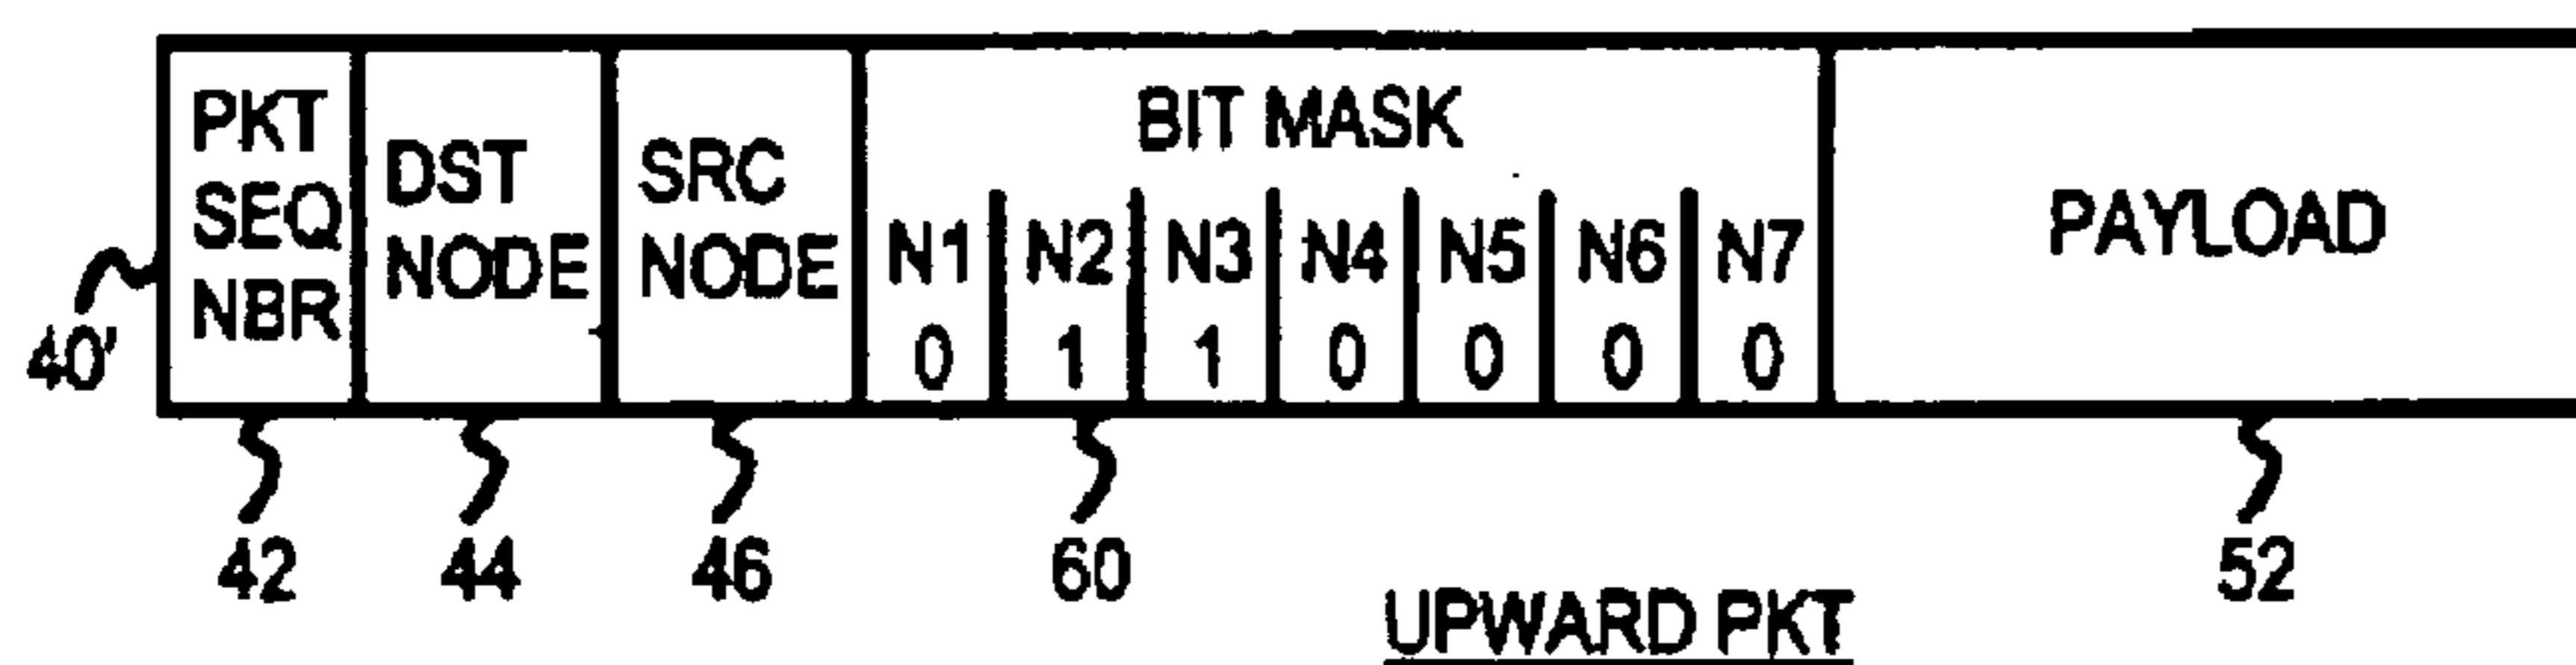 PKT
SEQ
NBR
DST
NODE
SRC
NODE
BIT MASK
N1 N2 N3 N4 N5 N6 N7
0 1 1 0 0 0 0
PAYLOAD
40'
42 44 46 60 52
UPWARD PKT